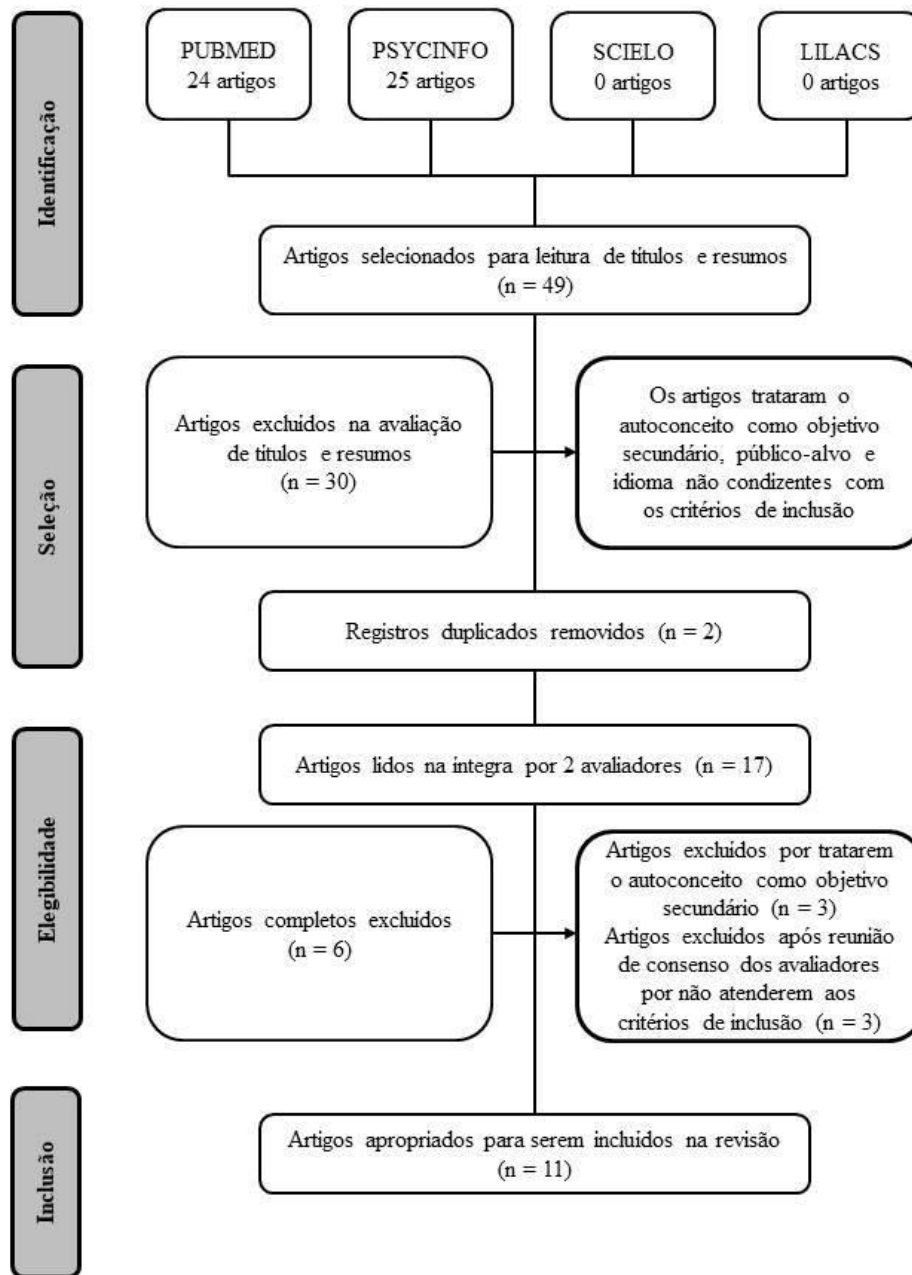 Identificação
PUBMED
24 artigos
PSYCINFO
25 artigos
SCIELO
0 artigos
LILACS
0 artigos
Artigos selecionados para leitura de títulos e resumos
(n = 49)
Seleção
Artigos excluídos na avaliação
de títulos e resumos
(n = 30)
Os artigos trataram o
autoconceito como objetivo
secundário, público-alvo e
idioma não condizentes com
os critérios de inclusão
Registros duplicados removidos (n = 2)
Elegibilidade
Artigos lidos na integra por 2 avaliadores (n = 17)
Artigos completos excluídos
(n = 6)
Artigos excluídos por tratarem
o autoconceito como objetivo
secundário (n = 3)
Artigos excluídos após reunião
de consenso dos avaliadores
por não atenderem aos
critérios de inclusão (n = 3)
Inclusão
Artigos apropriados para serem incluídos na revisão
(n = 11)